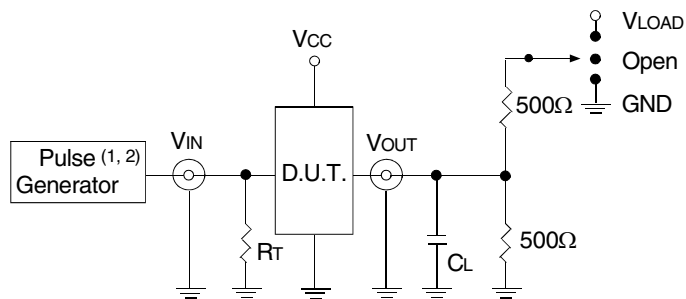 VLOAD
VCC
Open
500Ω
GND
VIN
VOUT
Pulse (1, 2)
Generator
D.U.T.
RT
CL
500Ω